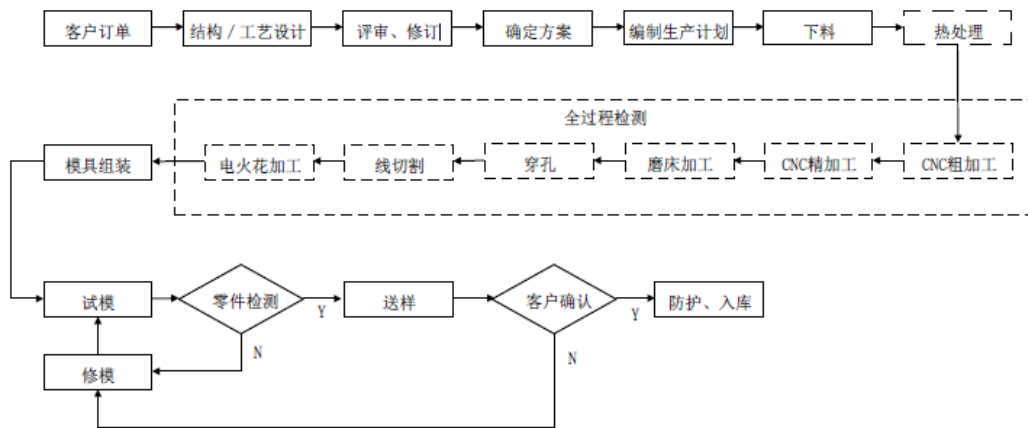 客户订单
结构／工艺设计
评审、修订
确定方案
编制生产计划
下料
热处理
全过程检测
模具组装
电火花加工
线切割
穿孔
磨床加工
CNC精加工
CNC粗加工
试模
零件检测
Y
送样
客户确认
Y
防护、入库
N
N
修模